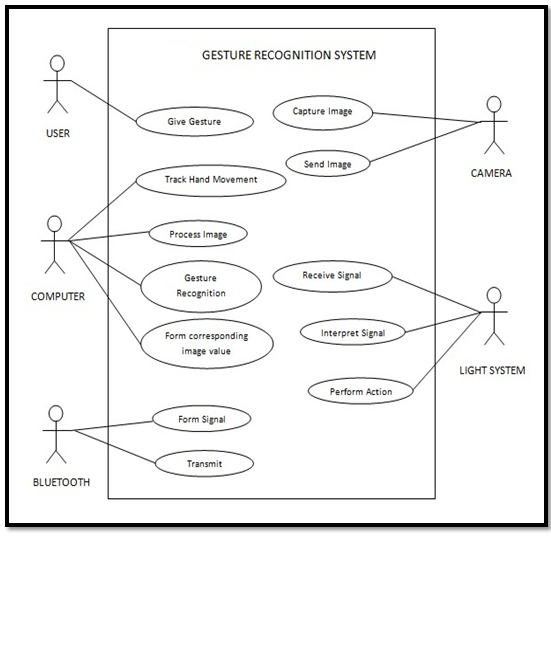 GESTURE RECOGNITION SYSTEM
USER
Give Gesture
Capture Image
Send Image
CAMERA
Track Hand Movement
Process Image
Gesture
Recognition
Form corresponding
image value
COMPUTER
Receive Signal
Interpret Signal
Perform Action
LIGHT SYSTEM
Form Signal
Transmit
BLUETOOTH